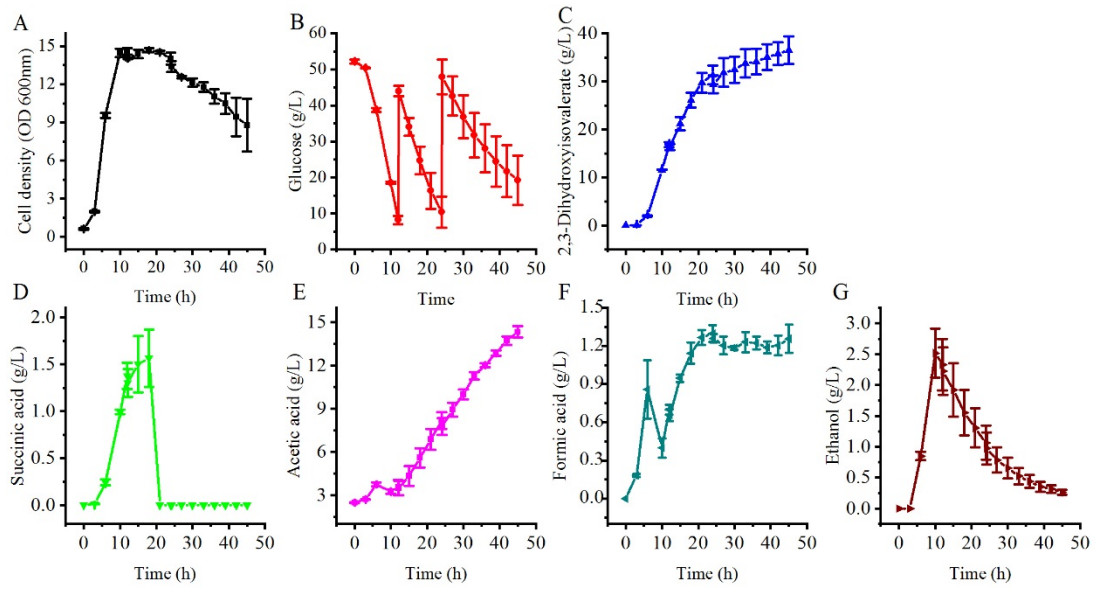 A
Cell density (OD 600nm)
15
12
9
6
3
0
0 10 20 30 40 50
Time (h)
B
Glucose (g/L)
60
50
40
30
20
10
0
0 10 20 30 40 50
Time
C
2,3-Dihydroxyisovalerate (g/L)
40
30
20
10
0
0 10 20 30 40 50
Time (h)
D
Succinic acid (g/L)
2.0
1.5
1.0
0.5
0.0
0 10 20 30 40 50
Time (h)
E
Acetic acid (g/L)
15
12
9
6
3
0 10 20 30 40 50
Time (h)
F
Formic acid (g/L)
1.5
1.2
0.9
0.6
0.3
0.0
0 10 20 30 40 50
Time (h)
G
Ethanol (g/L)
3.0
2.5
2.0
1.5
1.0
0.5
0.0
0 10 20 30 40 50
Time (h)